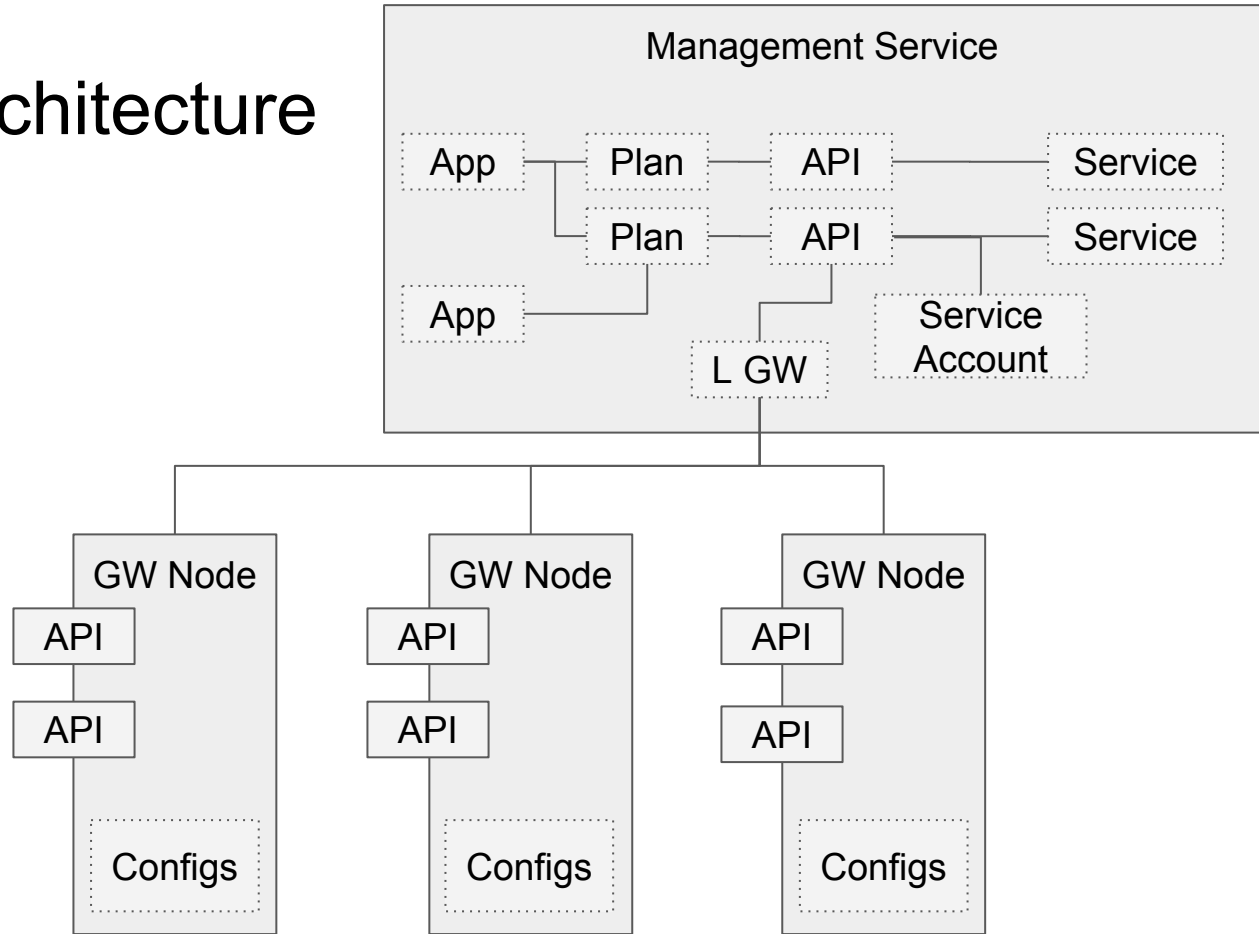 chitecture
Management Service
App
Plan
API
Service
Plan
API
Service
App
Service
Account
L GW
GW Node
GW Node
GW Node
API
API
API
API
API
API
Configs
Configs
Configs